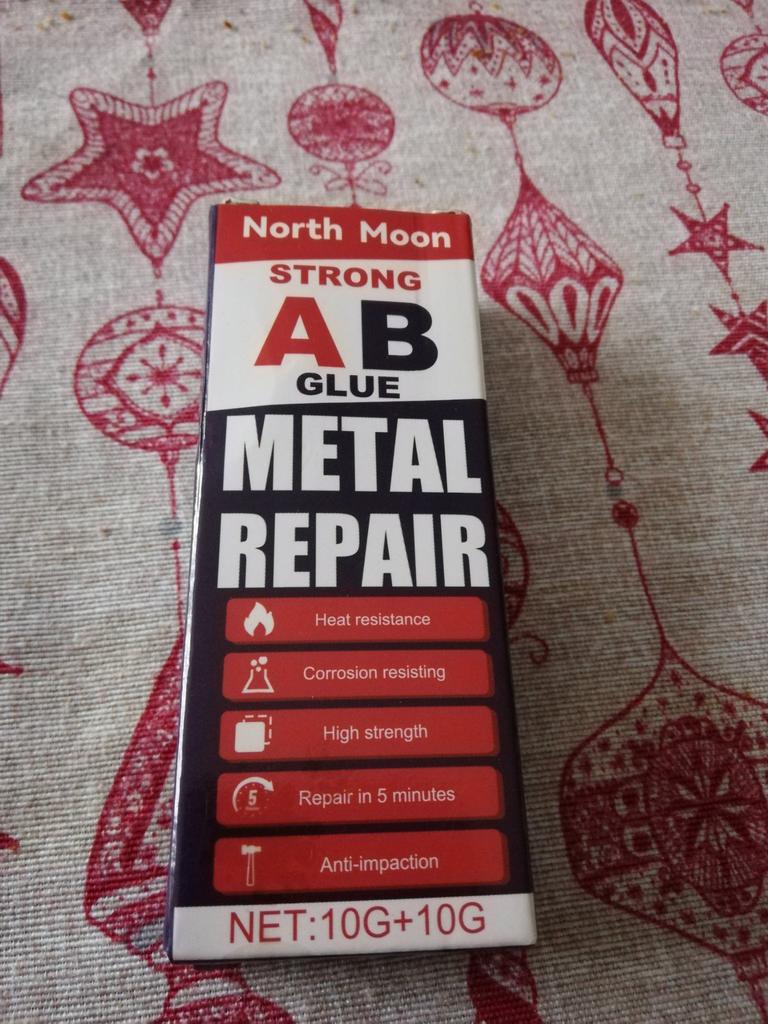 North Moon
STRONG
AB
GLUE
METAL
REPAIR
Heat resistance
Corrosion resisting
High strength
5
Repair in 5 minutes
Anti-impaction
NET:10G+10G